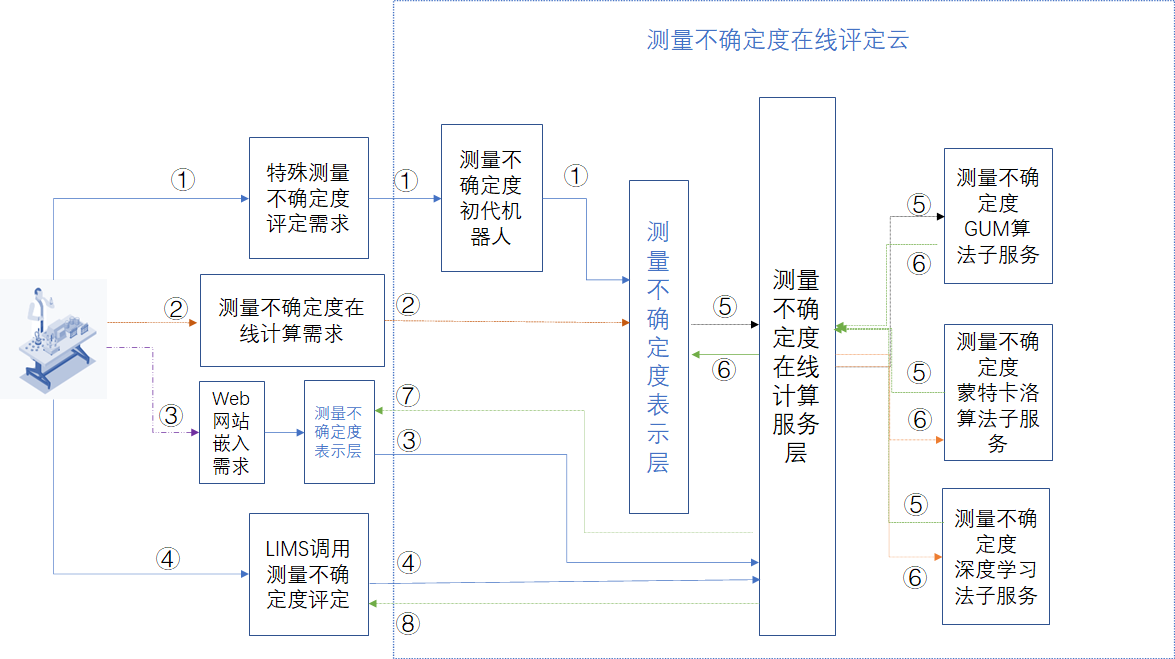 测量不确定度在线评定云
①
特殊测量
不确定度
评定需求
①
测量不
确定度
初代机
器人
①
②
测量不确定度在
线计算需求
②
③
Web
网站
嵌入
需求
测量不
确定度
表示层
⑦
③
④
LIMS调用
测量不确
定度评定
④
⑧
测
量
不
确
定
度
表
示
层
⑤
⑥
测量
不确
定度
在线
计算
服务
层
⑤
⑥
测量不确
定度
GUM算
法子服务
⑤
⑥
测量不确
定度
蒙特卡洛
算法子服
务
⑤
⑥
测量不确
定度
深度学习
法子服务